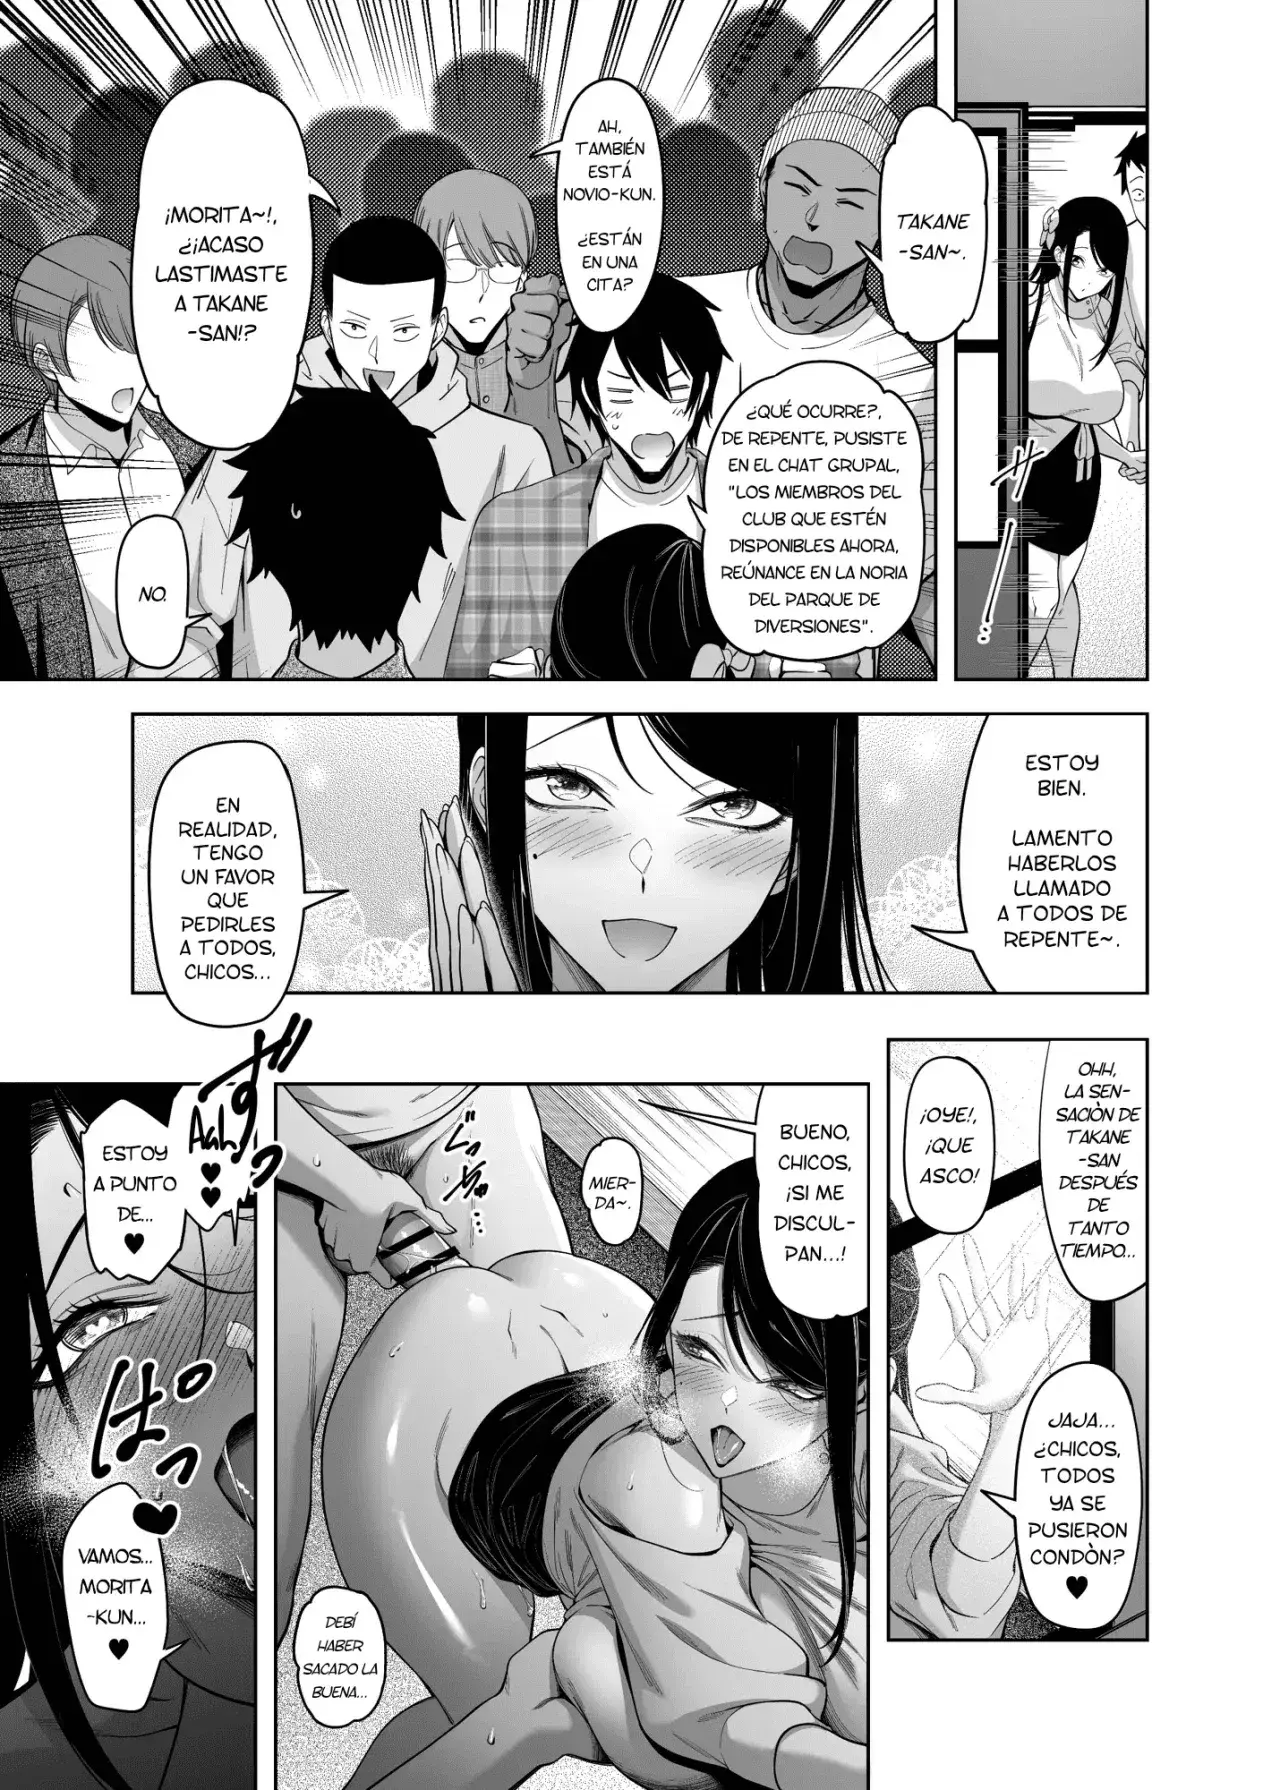 TAKANE
-SAN~.
AH,
TAMBIÉN
ESTÁ
NOVIO-KUN.
¿ESTÁN
EN UNA
CITA?
¿QUÉ OCURRE?,
DE REPENTE, PUSISTE
EN EL CHAT GRUPAL,
"LOS MIEMBROS DEL
CLUB QUE ESTÉN
DISPONIBLES AHORA,
REÚNANCE EN LA NORIA
DEL PARQUE DE
DIVERSIONES".
¡MORITA~!,
¿¡ACASO
LASTIMASTE
A TAKANE
-SAN!?
NO.
ESTOY
BIEN.
LAMENTO
HABERLOS
LLAMADO
A TODOS DE
REPENTE~.
EN
REALIDAD,
TENGO
UN FAVOR
QUE
PEDIRLES
A TODOS,
CHICOS...
OHH,
LA SEN-
SACIÒN DE
TAKANE
-SAN
DESPUÉS
DE
TANTO
TIEMPO...
¡OYE!,
¡QUE
ASCO!
JAJA...
¿CHICOS,
TODOS
YA SE
PUSIERON
CONDÒN?
♥
BUENO,
CHICOS,
¡SI ME
DISCUL-
PAN...!
MIER-
DA~.
DEBÍ
HABER
SACADO LA
BUENA...
Aah
♥
♥
ESTOY
A PUNTO
DE...
♥
ぱぱっ
VAMOS...
MORITA
-KUN...
♥